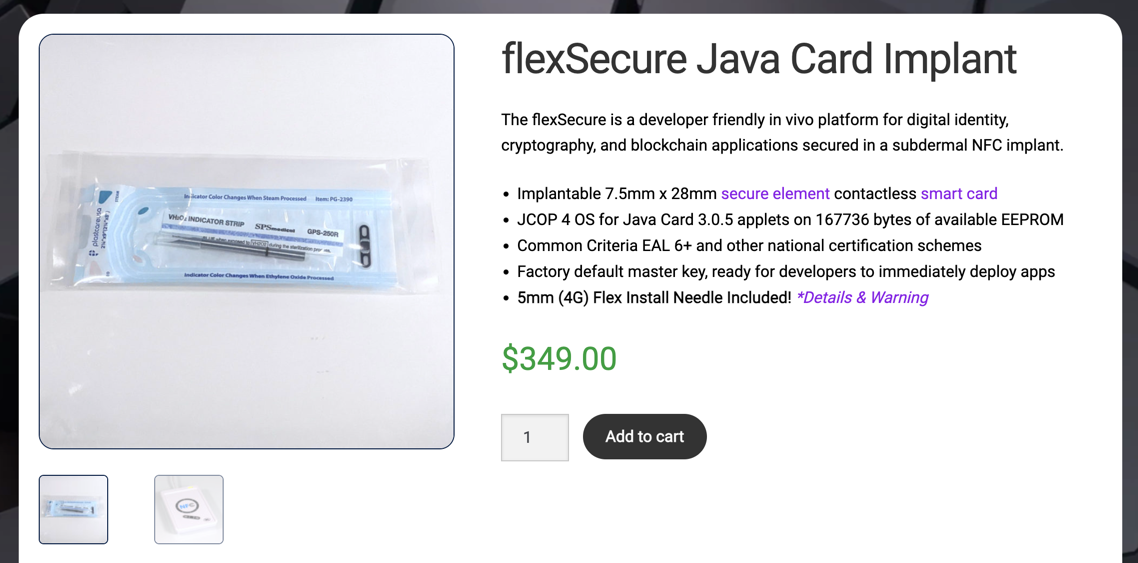 flexSecure Java Card Implant
The flexSecure is a developer friendly in vivo platform for digital identity,
cryptography, and blockchain applications secured in a subdermal NFC implant.
Indicator Color Changes When Steam Processed Item: PG-2390
VH2O2 INDICATOR STRIP SPSmedical GPS-250R
Indicator Color Changes When Ethylene Oxide Processed
• Implantable 7.5mm x 28mm secure element contactless smart card
• JCOP 4 OS for Java Card 3.0.5 applets on 167736 bytes of available EEPROM
• Common Criteria EAL 6+ and other national certification schemes
• Factory default master key, ready for developers to immediately deploy apps
• 5mm (4G) Flex Install Needle Included! *Details & Warning
$349.00
1
Add to cart